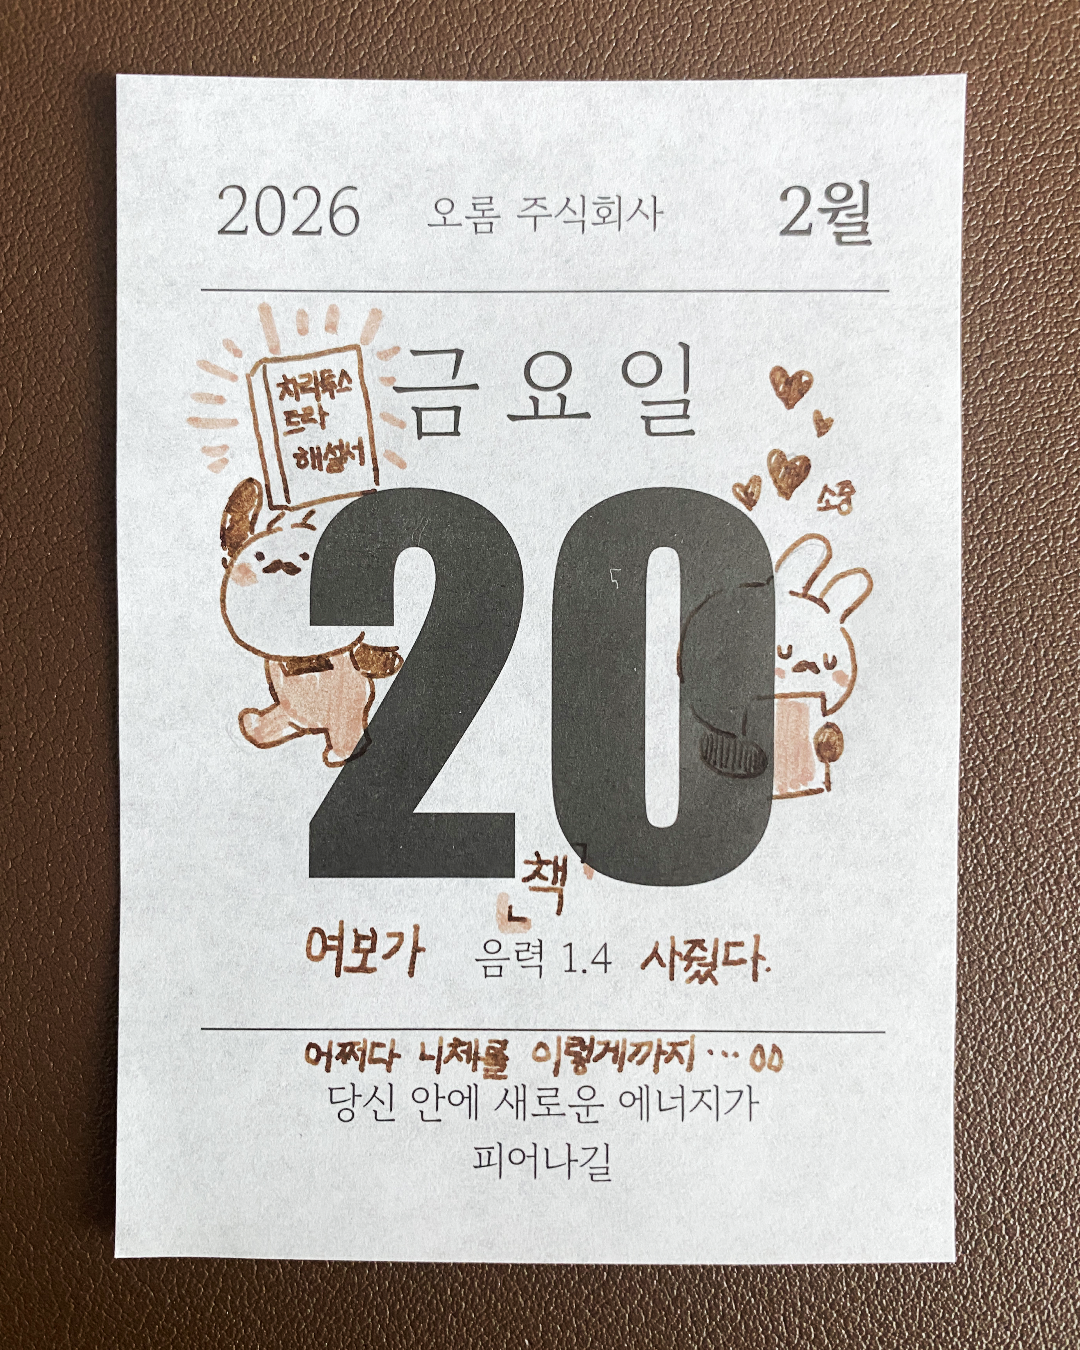 2026 오롬 주식회사 2월
금요일
차라투스
트라
해설서
소중
20
「책」
여보가 음력 1.4 사줬다.
어쩌다 니체를 이렇게까지… 00
당신 안에 새로운 에너지가
피어나길